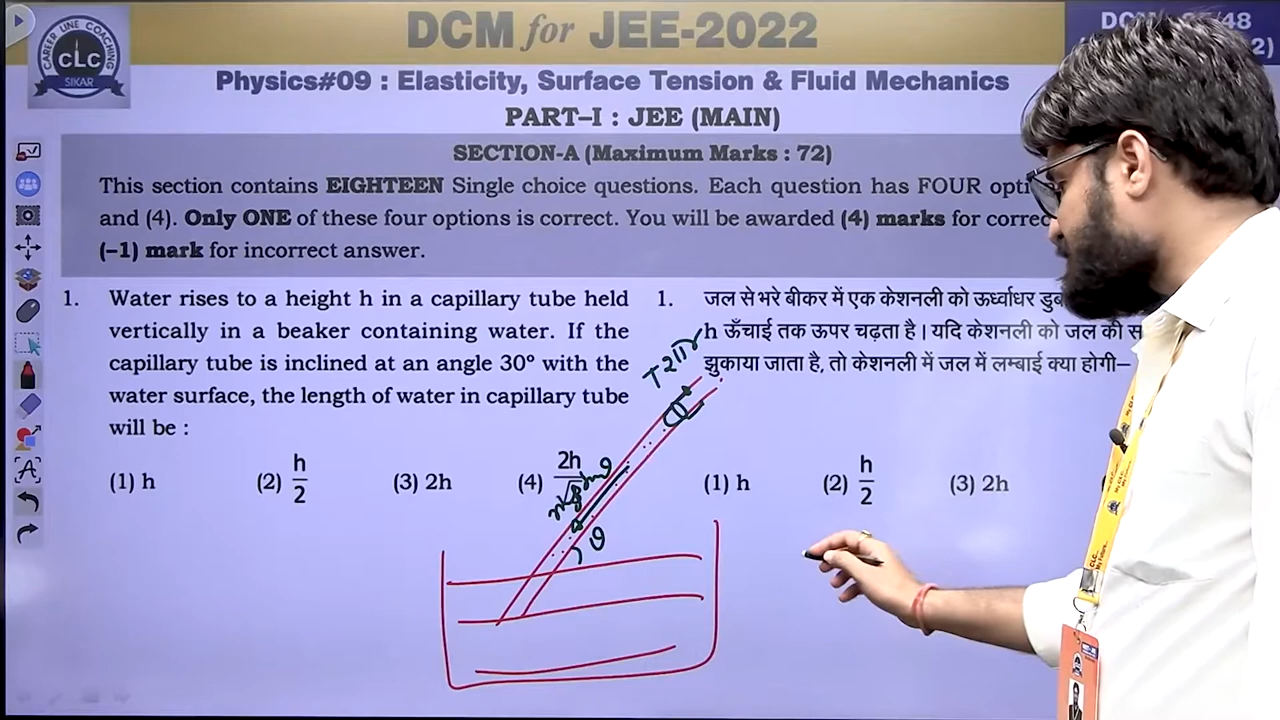 DCM for JEE-2022
CAREER LINE COACHING
CLC
SIKAR
Physics#09 : Elasticity, Surface Tension & Fluid Mechanics
PART–I : JEE (MAIN)
SECTION-A (Maximum Marks : 72)
This section contains EIGHTEEN Single choice questions. Each question has FOUR
and (4). Only ONE of these four options is correct. You will be awarded (4) marks for
(–1) mark for incorrect answer.
1. Water rises to a height h in a capillary tube held
vertically in a beaker containing water. If the
capillary tube is inclined at an angle 30° with the
water surface, the length of water in capillary tube
will be :
(1) h (2) h/2 (3) 2h (4) 2h
1. जल से भरे बीकर में एक केशनली को ऊर्ध्वाधर
h ऊँचाई तक ऊपर चढ़ता है। यदि केशनली को जल की
झुकाया जाता है, तो केशनली में जल में लम्बाई क्या होगी–
(1) h (2) h/2 (3) 2h
T 2πr
θ
CLC